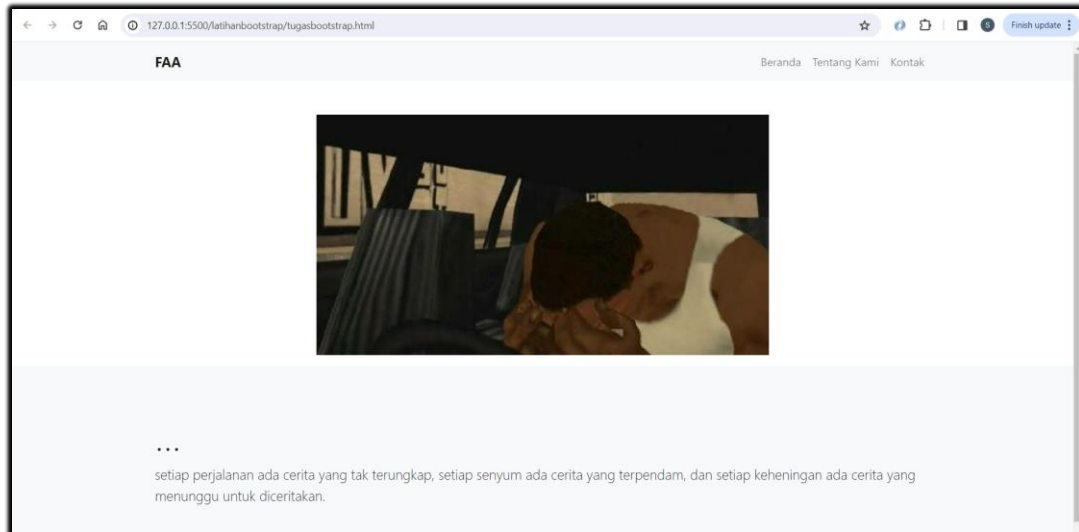 127.0.0.1:5500/latihanbootstrap/tugasbootstrap.html
S
Finish update
FAA
Beranda Tentang Kami Kontak
...
setiap perjalanan ada cerita yang tak terungkap, setiap senyum ada cerita yang terpendam, dan setiap keheningan ada cerita yang
menunggu untuk diceritakan.